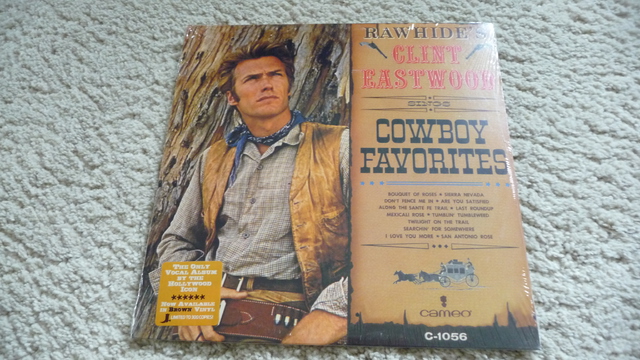 RAWHIDE'S
CLINT
EASTWOOD
SINGS
COWBOY
FAVORITES
BOUQUET OF ROSES • SIERRA NEVADA
DON'T FENCE ME IN • ARE YOU SATISFIED
ALONG THE SANTE FE TRAIL • LAST ROUNDUP
MEXICALI ROSE • TUMBLIN' TUMBLEWEED
TWILIGHT ON THE TRAIL
SEARCHIN' FOR SOMEWHERE
I LOVE YOU MORE • SAN ANTONIO ROSE
CAMEO
C-1056
THE ONLY
VOCAL ALBUM
BY THE
HOLLYWOOD
ICON
★★★★★★
NOW AVAILABLE
IN BROWN VINYL